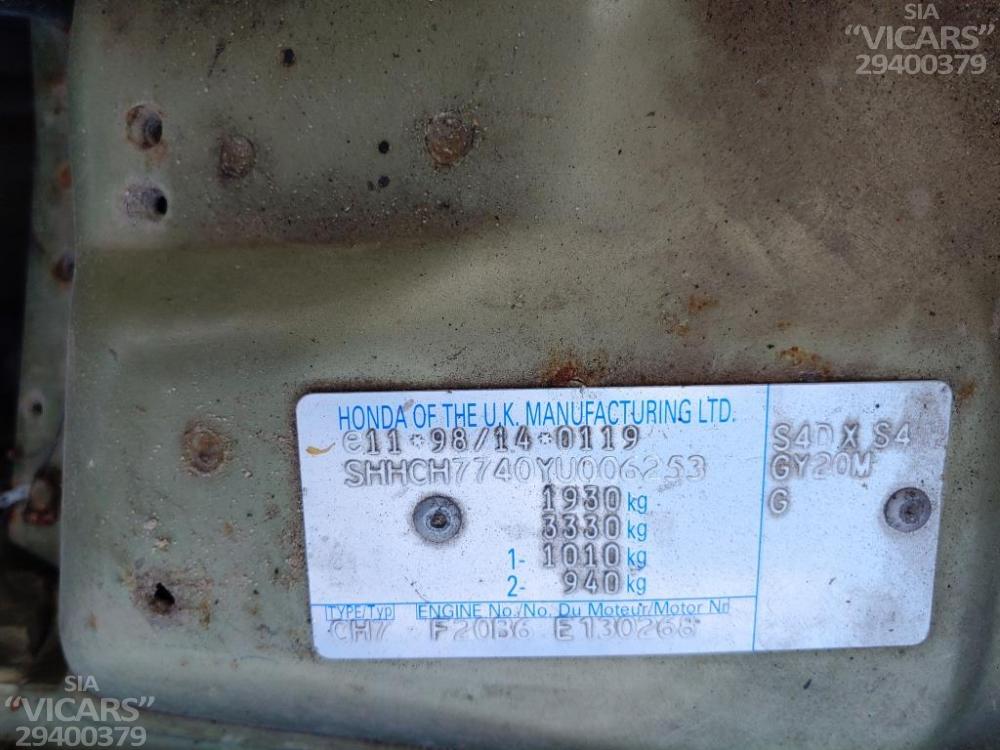 SIA
“VICARS”
29400379
HONDA OF THE U.K. MANUFACTURING LTD.
e11*98/14*0119
SHHCH7740YU006253
1930 kg
3330 kg
1- 1010 kg
2- 940 kg
S4DX S4
GY20M
G
TYPE/Typ ENGINE No./No. Du Moteur/Motor Nr
CH7 F20B6 E130266
SIA
“VICARS”
29400379